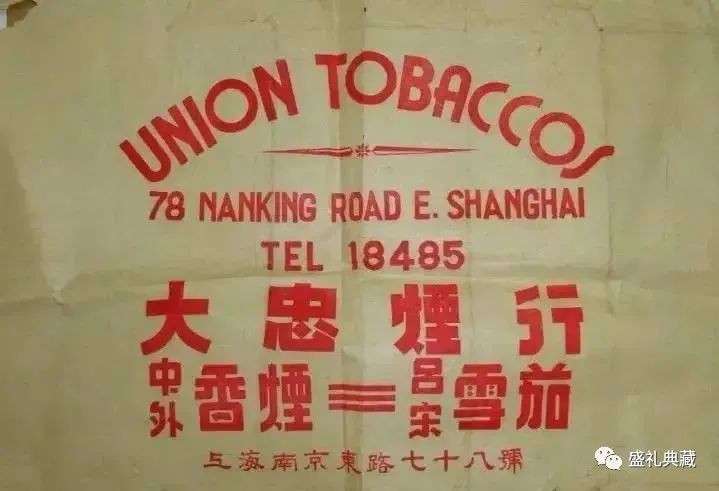 UNION TOBACCOS
78 NANKING ROAD E. SHANGHAI
TEL 18485
大忠煙行
中外香煙 呂宋雪茄
上海南京東路七十八號
盛礼典藏